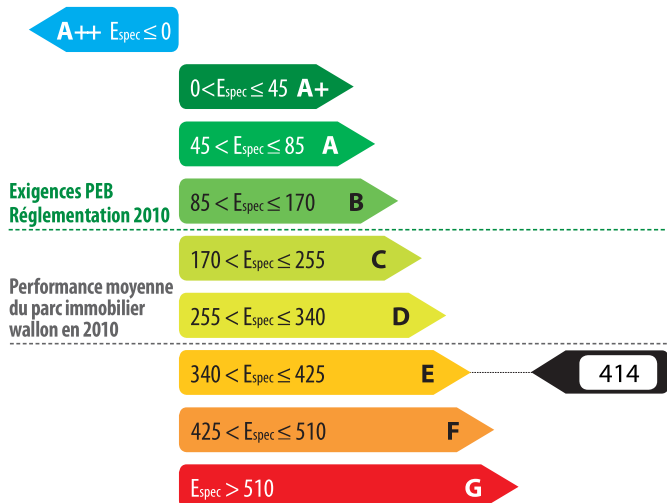 A++ Espec ≤ 0
0<Espec ≤ 45 A+
45 < Espec ≤ 85 A
Exigences PEB
Réglementation 2010
85 < Espec ≤ 170 B
170 < Espec ≤ 255 C
Performance moyenne
du parc immobilier
wallon en 2010
255 < Espec ≤ 340 D
340 < Espec ≤ 425 E
414
425 < Espec ≤ 510 F
Espec > 510 G